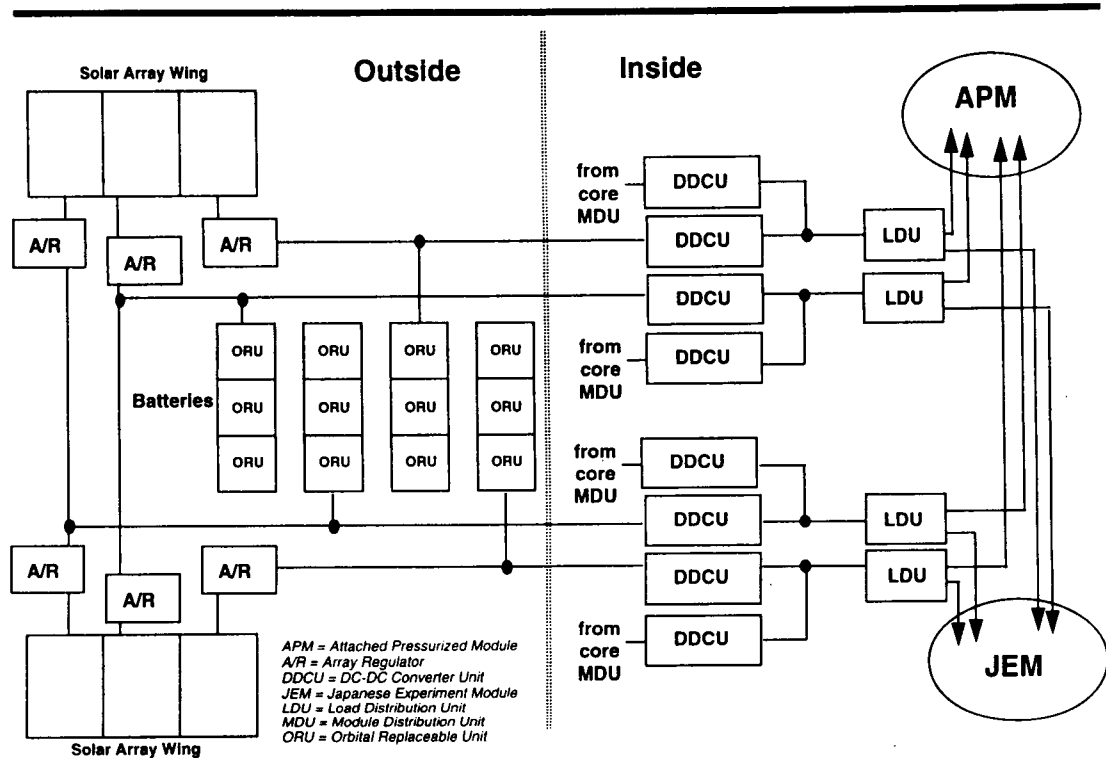 Solar Array Wing
Outside
Inside
APM
A/R
A/R
A/R
from
core
MDU
DDCU
DDCU
LDU
DDCU
LDU
from
core
MDU
DDCU
Batteries
ORU
ORU
ORU
ORU
ORU
ORU
ORU
ORU
ORU
ORU
ORU
ORU
from
core
MDU
DDCU
DDCU
LDU
DDCU
LDU
from
core
MDU
DDCU
A/R
A/R
A/R
JEM
APM = Attached Pressurized Module
A/R = Array Regulator
DDCU = DC-DC Converter Unit
JEM = Japanese Experiment Module
LDU = Load Distribution Unit
MDU = Module Distribution Unit
ORU = Orbital Replaceable Unit
Solar Array Wing